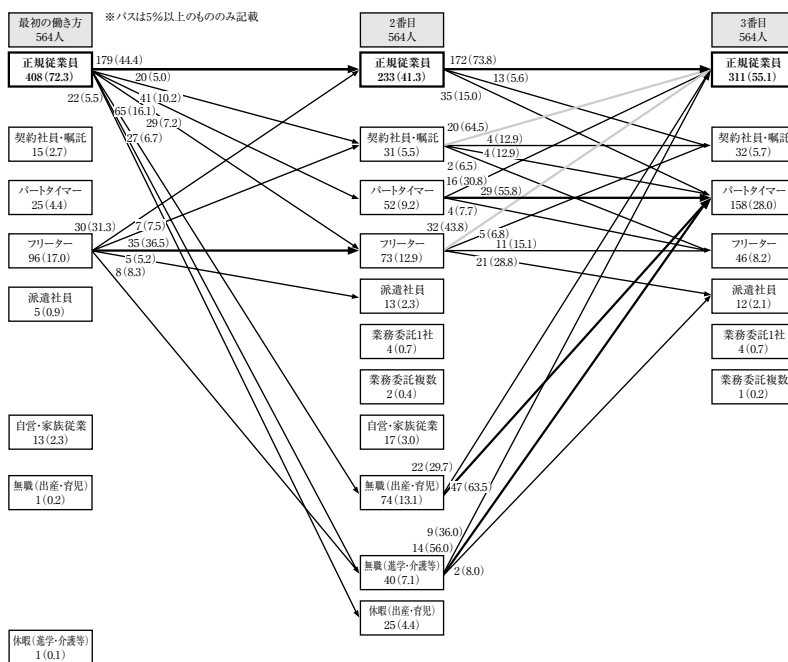 最初の働き方
564人
※パスは5％以上のもののみ記載
2番目
564人
3番目
564人
正規従業員
408(72.3)
179(44.4)
20(5.0)
22(5.5)
41(10.2)
65(16.1)
29(7.2)
27(6.7)
正規従業員
233(41.3)
172(73.8)
13(5.6)
35(15.0)
正規従業員
311(55.1)
契約社員・嘱託
15(2.7)
契約社員・嘱託
31(5.5)
20(64.5)
4(12.9)
4(12.9)
2(6.5)
契約社員・嘱託
32(5.7)
パートタイマー
25(4.4)
パートタイマー
52(9.2)
16(30.8)
29(55.8)
4(7.7)
パートタイマー
158(28.0)
フリーター
96(17.0)
30(31.3)
7(7.5)
35(36.5)
5(5.2)
8(8.3)
フリーター
73(12.9)
32(43.8)
5(6.8)
11(15.1)
21(28.8)
フリーター
46(8.2)
派遣社員
5(0.9)
派遣社員
13(2.3)
派遣社員
12(2.1)
業務委託1社
4(0.7)
業務委託1社
4(0.7)
業務委託複数
2(0.4)
業務委託複数
1(0.2)
自営・家族従業
13(2.3)
自営・家族従業
17(3.0)
無職(出産・育児)
1(0.2)
無職(出産・育児)
74(13.1)
22(29.7)
47(63.5)
無職(進学・介護等)
40(7.1)
9(36.0)
14(56.0)
2(8.0)
休暇(出産・育児)
25(4.4)
休暇(進学・介護等)
1(0.1)